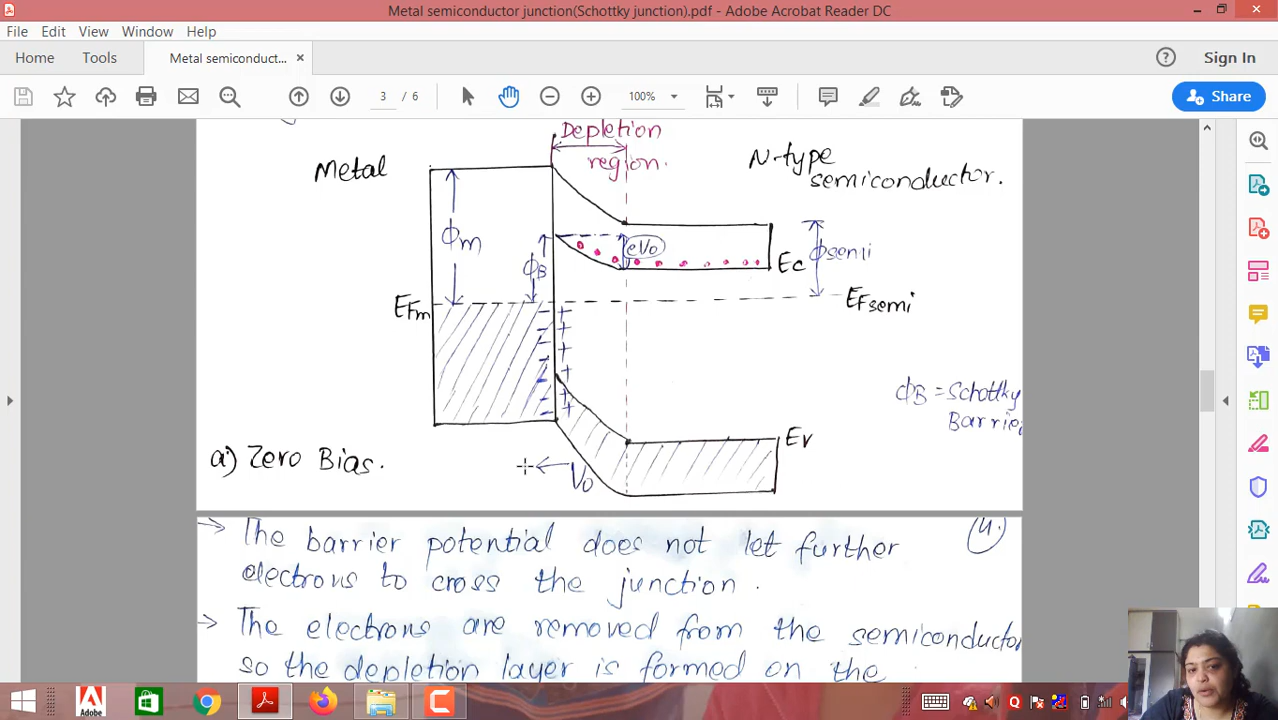 Metal semiconductor junction(Schottky junction).pdf - Adobe Acrobat Reader DC
File Edit View Window Help
Home Tools Metal semiconduct... × Sign In
3 / 6 100% Share
Depletion
region.
Metal
N-type
semiconductor.
Φm
ΦB
eVo
Ec
Φsemi
EFm
EFsemi
ΦB = Schottky
Barrier
Ev
a) Zero Bias.
Vo
(4.)
→ The barrier potential does not let further
electrons to cross the junction.
→ The electrons are removed from the semiconductor
so the depletion layer is formed on the
Adobe